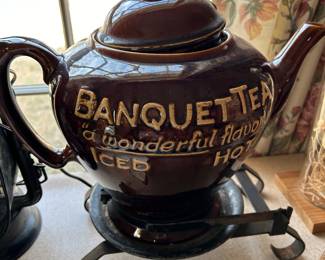 BANQUET TEA
"a wonderful flavor
ICED HOT